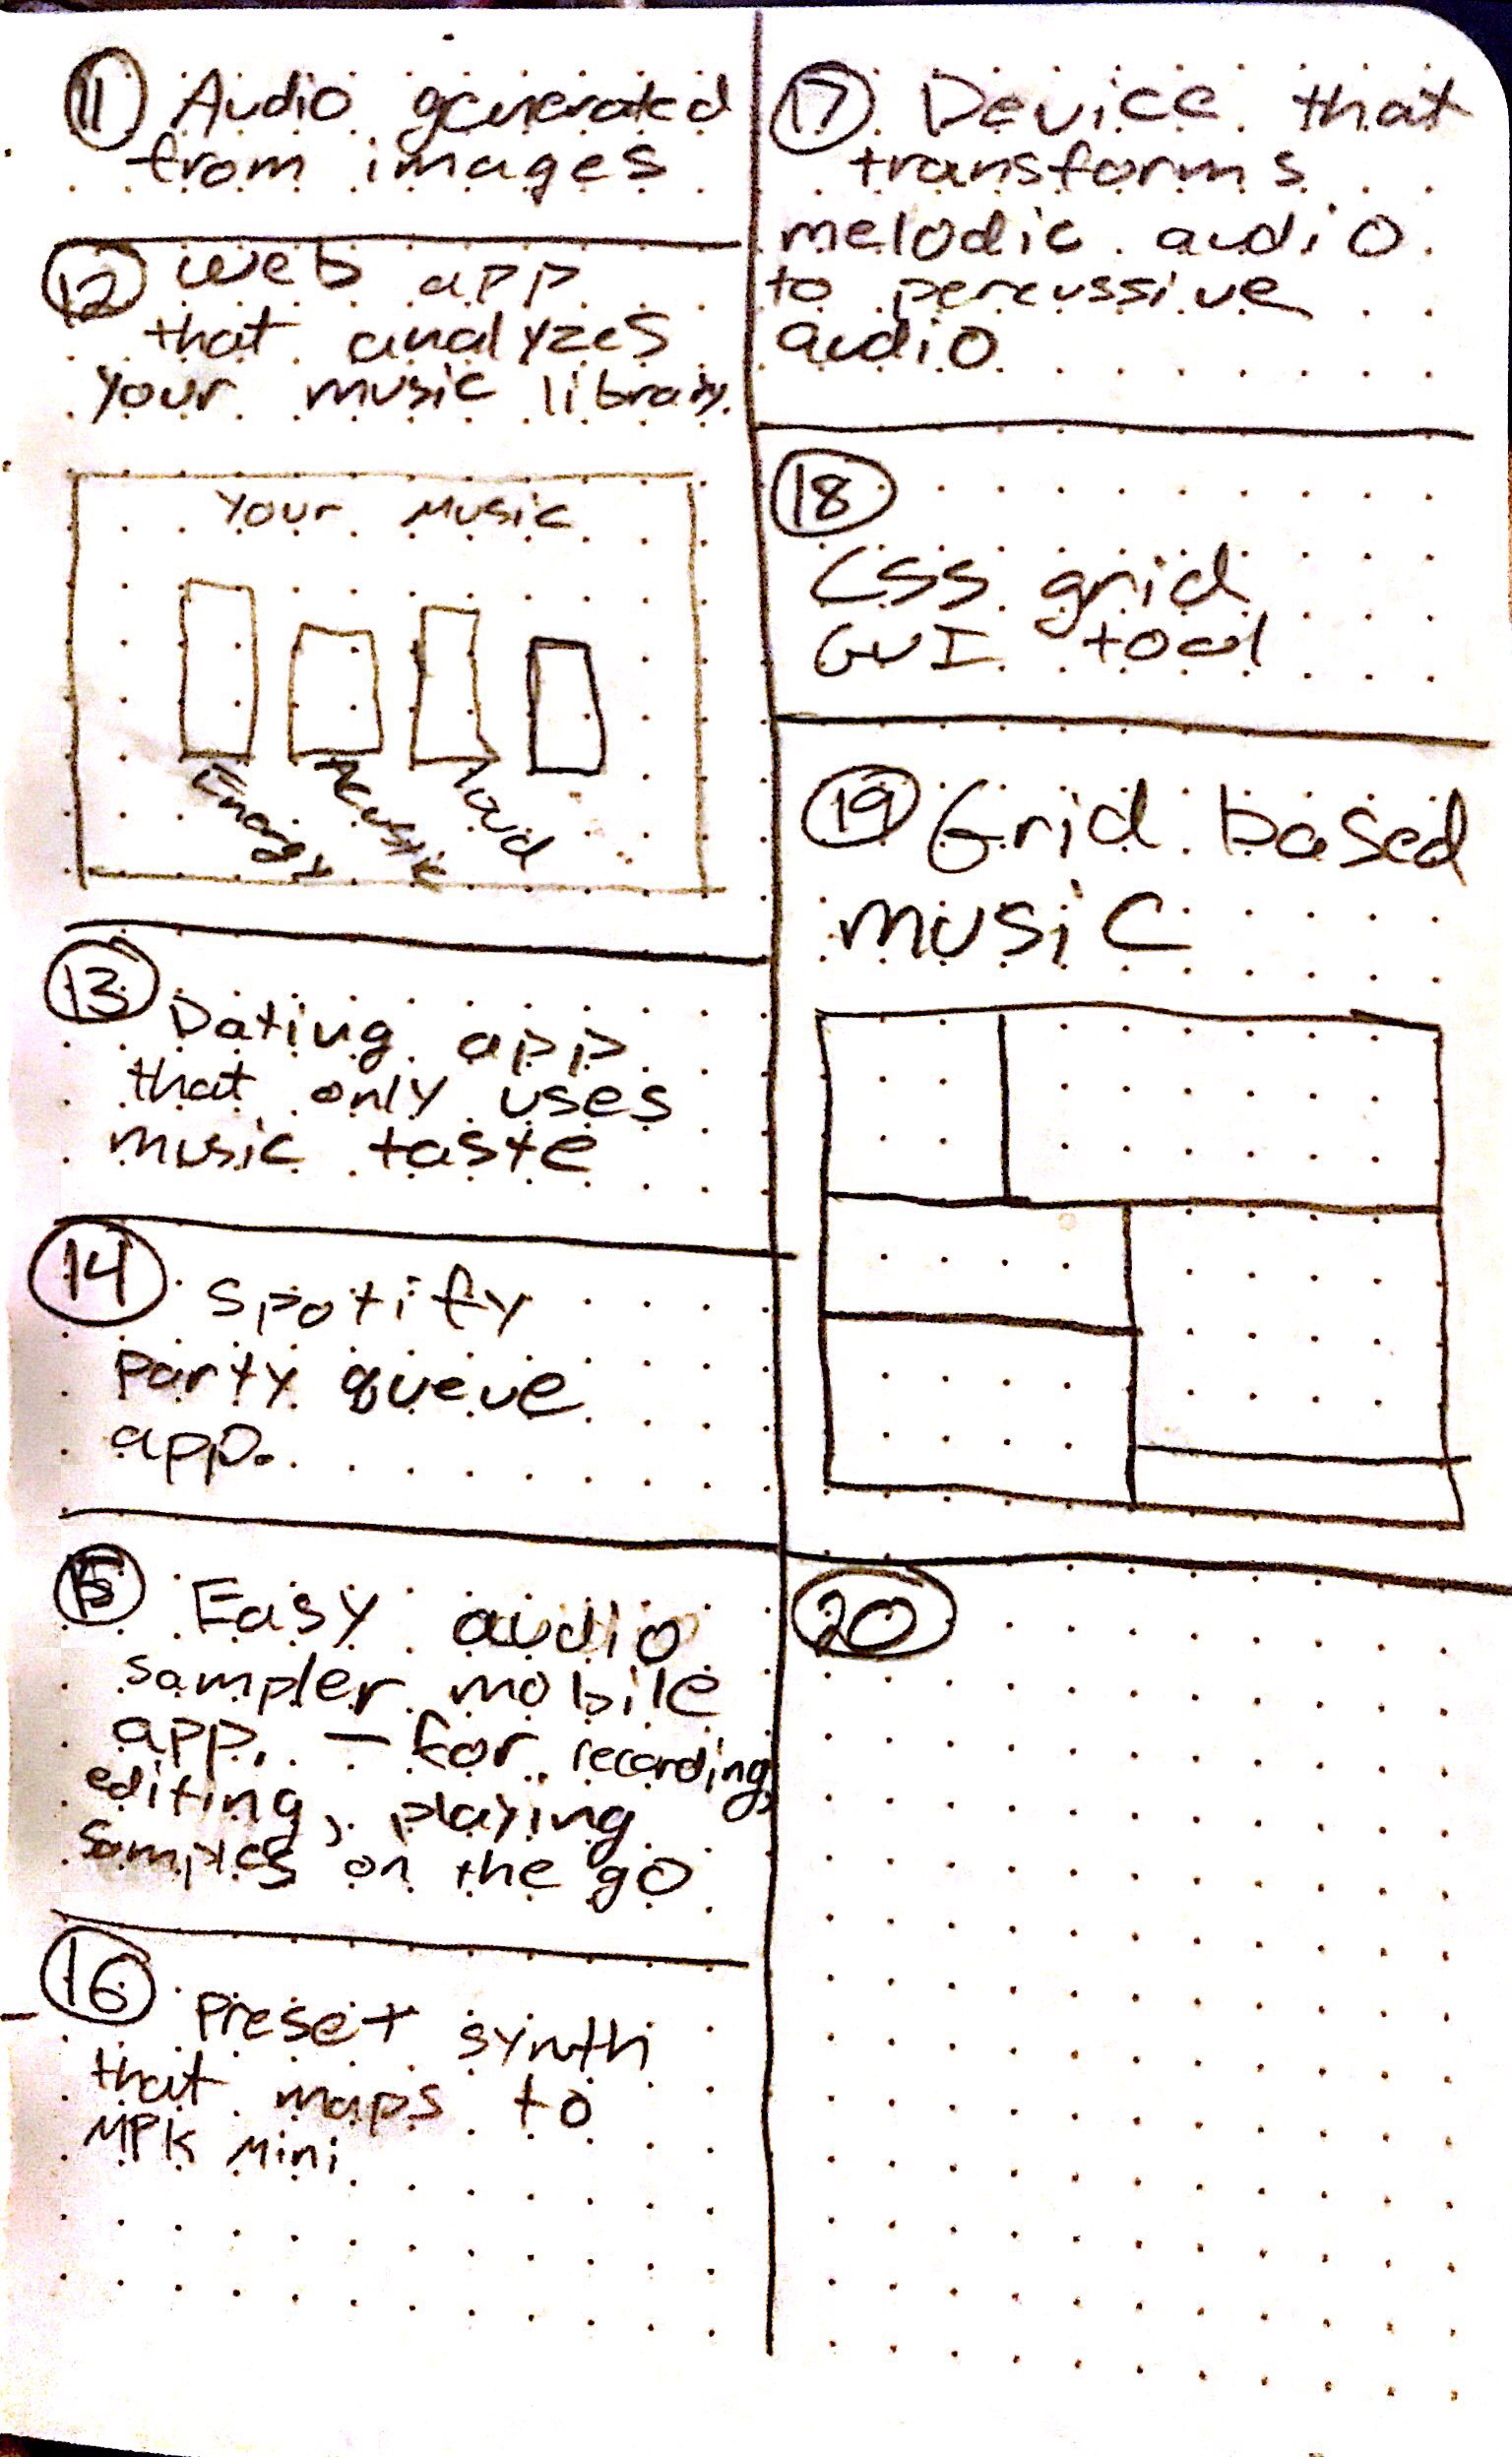 11 Audio generated
from images
12 Web app
that analyzes
your music library.
Your Music
Energy
Acoustic
Loud
13 Dating app
that only uses
music taste
14 Spotify
party queue
app.
15 Easy audio
sampler mobile
app. - for recording,
editing, playing
samples on the go
16 Preset synth
that maps to
MPK Mini
17 Device that
transforms
melodic audio
to percussive
audio
18
CSS grid
GUI tool
19 Grid based
music
20